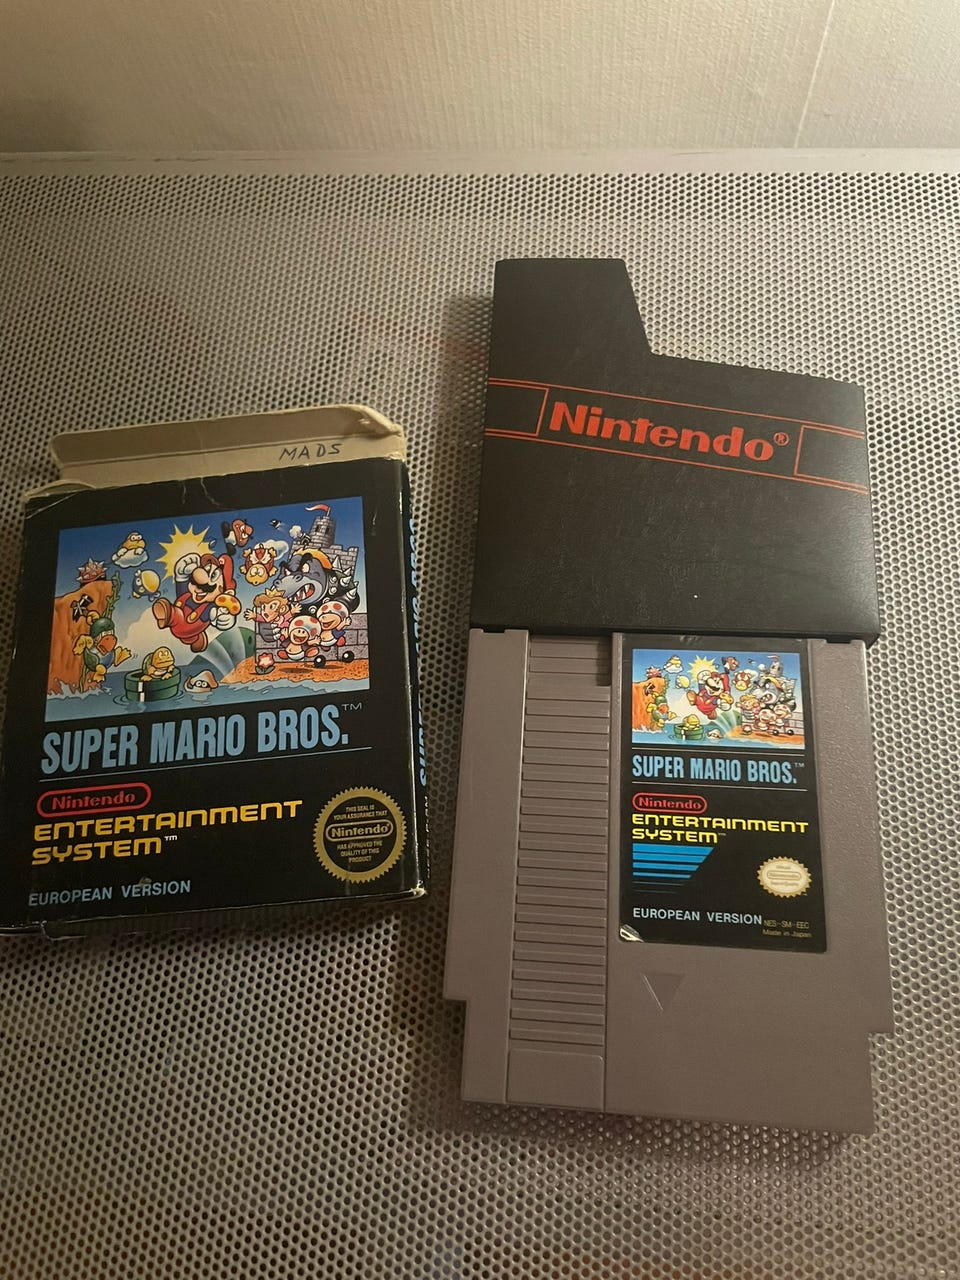 MADS
SUPER MARIO BROS.™
Nintendo
ENTERTAINMENT
SYSTEM™
EUROPEAN VERSION
THIS SEAL IS
YOUR ASSURANCE THAT
Nintendo®
HAS APPROVED THE
QUALITY OF THIS
PRODUCT
Nintendo®
SUPER MARIO BROS.™
Nintendo
ENTERTAINMENT
SYSTEM™
EUROPEAN VERSION
NES-SM-EEC
Made in Japan